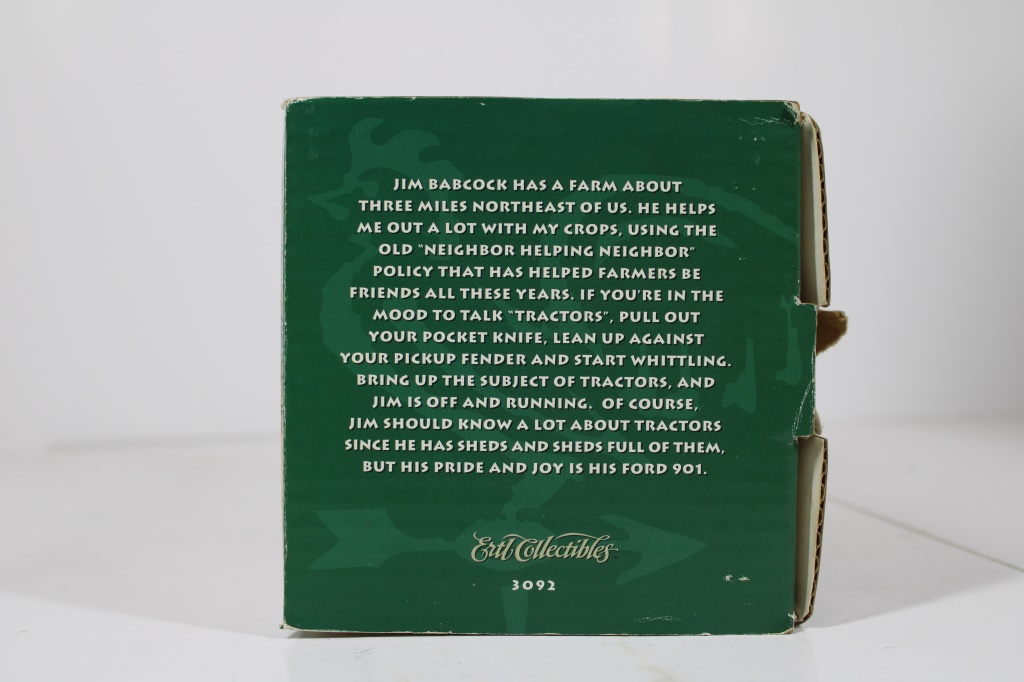 JIM BABCOCK HAS A FARM ABOUT
THREE MILES NORTHEAST OF US. HE HELPS
ME OUT A LOT WITH MY CROPS, USING THE
OLD "NEIGHBOR HELPING NEIGHBOR"
POLICY THAT HAS HELPED FARMERS BE
FRIENDS ALL THESE YEARS. IF YOU'RE IN THE
MOOD TO TALK "TRACTORS", PULL OUT
YOUR POCKET KNIFE, LEAN UP AGAINST
YOUR PICKUP FENDER AND START WHITTLING.
BRING UP THE SUBJECT OF TRACTORS, AND
JIM IS OFF AND RUNNING. OF COURSE,
JIM SHOULD KNOW A LOT ABOUT TRACTORS
SINCE HE HAS SHEDS AND SHEDS FULL OF THEM,
BUT HIS PRIDE AND JOY IS HIS FORD 901.
Ertl Collectibles™
3092